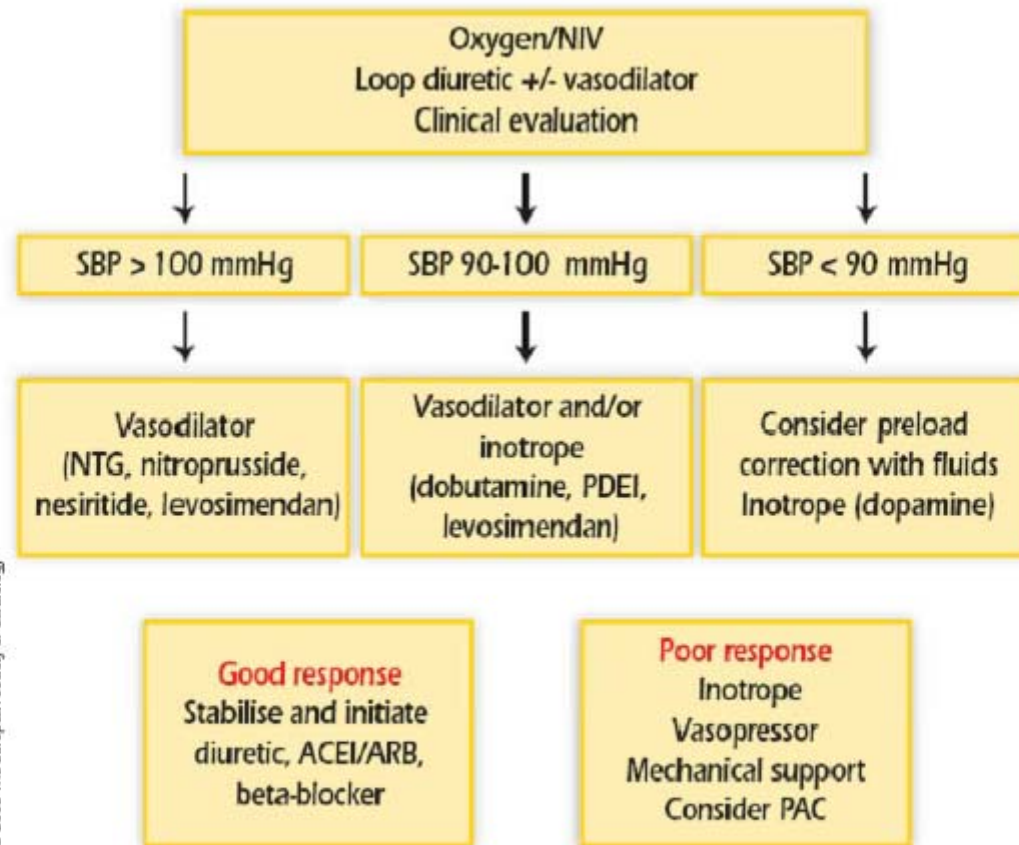 Oxygen/NIV
Loop diuretic +/- vasodilator
Clinical evaluation
SBP > 100 mmHg
SBP 90-100 mmHg
SBP < 90 mmHg
Vasodilator
(NTG, nitroprusside,
nesiritide, levosimendan)
Vasodilator and/or
inotrope
(dobutamine, PDEI,
levosimendan)
Consider preload
correction with fluids
Inotrope (dopamine)
Good response
Stabilise and initiate
diuretic, ACEI/ARB,
beta-blocker
Poor response
Inotrope
Vasopressor
Mechanical support
Consider PAC